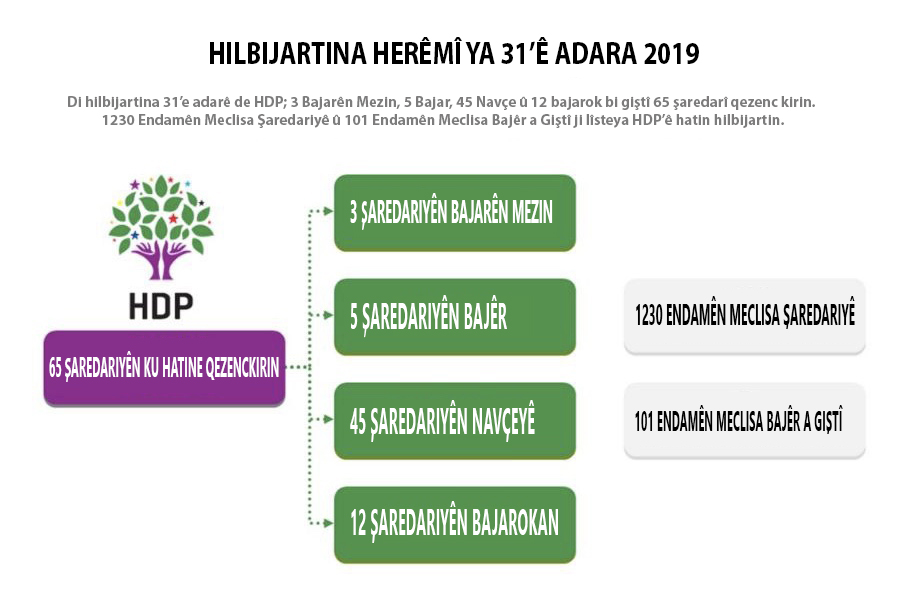 HILBIJARTINA HERÊMÎ YA 31'Ê ADARA 2019
Di hilbijartina 31'e adarê de HDP; 3 Bajarên Mezin, 5 Bajar, 45 Navçe û 12 bajarok bi giştî 65 şaredarî qezenc kirin.
1230 Endamên Meclisa Şaredariyê û 101 Endamên Meclisa Bajêr a Giştî ji lîsteya HDP'ê hatin hilbijartin.
HDP
65 ŞAREDARIYÊN KU HATINE QEZENCKIRIN
3 ŞAREDARIYÊN BAJARÊN MEZIN
5 ŞAREDARIYÊN BAJÊR
45 ŞAREDARIYÊN NAVÇEYÊ
12 ŞAREDARIYÊN BAJAROKAN
1230 ENDAMÊN MECLISA ŞAREDARIYÊ
101 ENDAMÊN MECLISA BAJÊR A GIŞTÎ